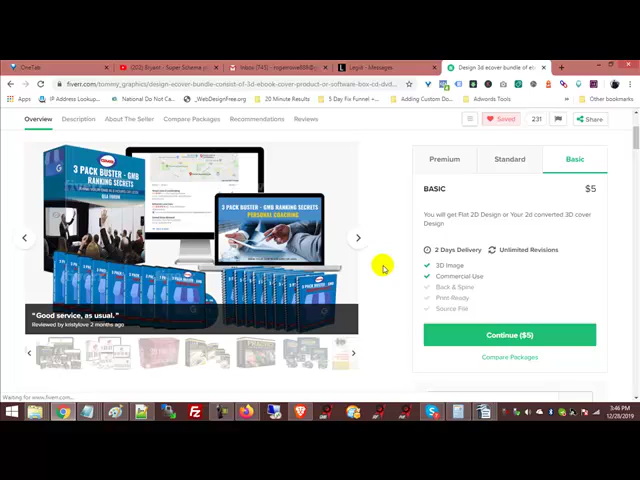 OneTab
(202) Bryant - Super Schema
Legiit - Messages
Design 3d ecover bundle of eb
fiverr.com/tommy_graphics/design-ecover-bundle-consist-of-3d-ebook-cover-product-or-software-box-cd-dvd...
Apps
IP Address Lookup...
National Do Not Ca...
_WebDesignFree.org
20 Minute Results
5 Day Fix Funnel +...
Adding Custom Do...
Adwords Tools
Other bookmarks
Overview
Description
About The Seller
Company Packages
Recommendations
Reviews
Saved
231
Share
3 PACK BUSTER - GMB
RANKING SECRETS
3 PACK BUSTER - GMB RANKING SECRETS
PERSONAL COACHING
"Good service, as usual."
Reviewed by kristylove 2 months ago
Premium
Standard
Basic
BASIC
$5
You will get Flat 2D Design or Your 2d converted 3D cover
Design
2 Days Delivery
Unlimited Revisions
3D Image
Commercial Use
Back & Spine
Print Ready
Source File
Continue ($5)
Compare Packages
Waiting for www.fiverr.com...
3:46 PM
12/28/2019